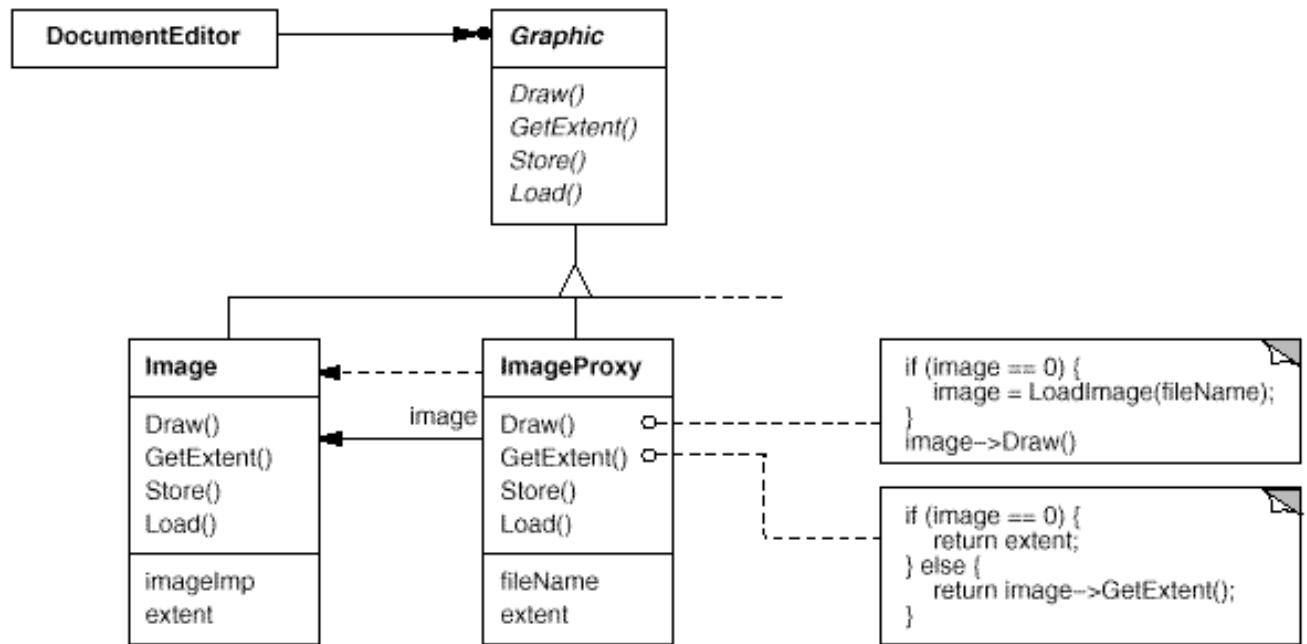 DocumentEditor
Graphic
Draw()
GetExtent()
Store()
Load()
Image
Draw()
GetExtent()
Store()
Load()
imageImp
extent
image
ImageProxy
Draw()
GetExtent()
Store()
Load()
fileName
extent
if (image == 0) {
image = LoadImage(fileName);
}
image->Draw()
if (image == 0) {
return extent;
} else {
return image->GetExtent();
}